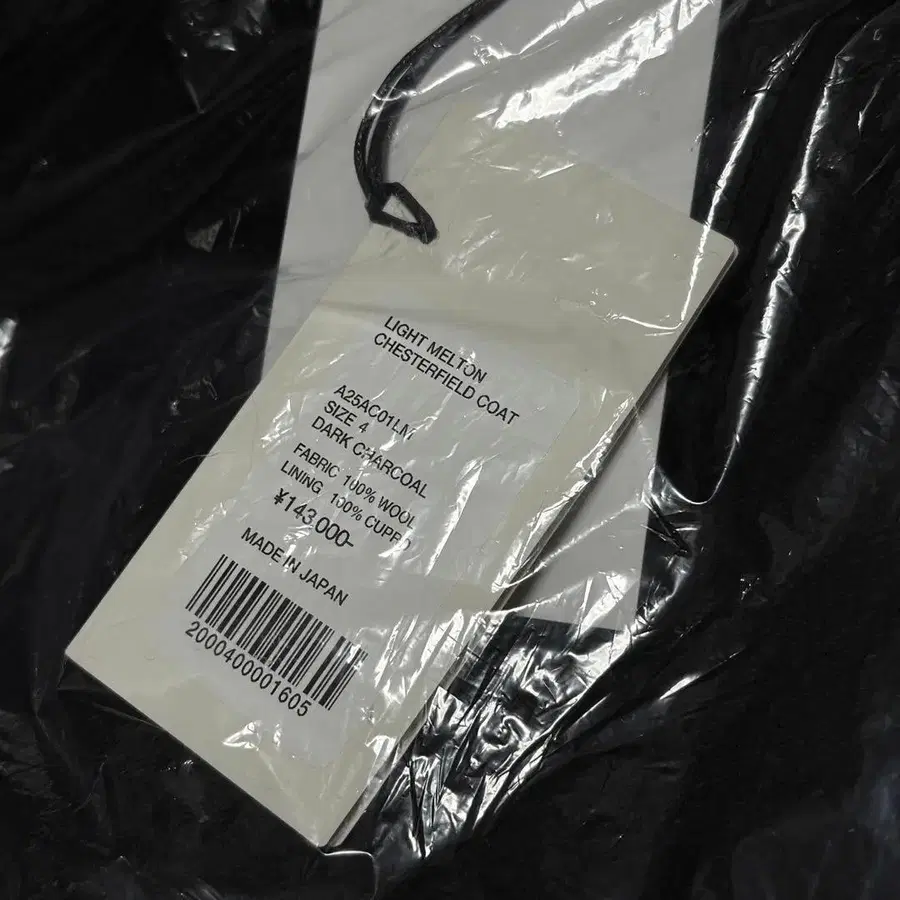 LIGHT MELTON
CHESTERFIELD COAT
A25AC01LM
SIZE 4
DARK CHARCOAL
FABRIC 100% WOOL
LINING 100% CUPRO
¥143,000-
MADE IN JAPAN
2000400001605